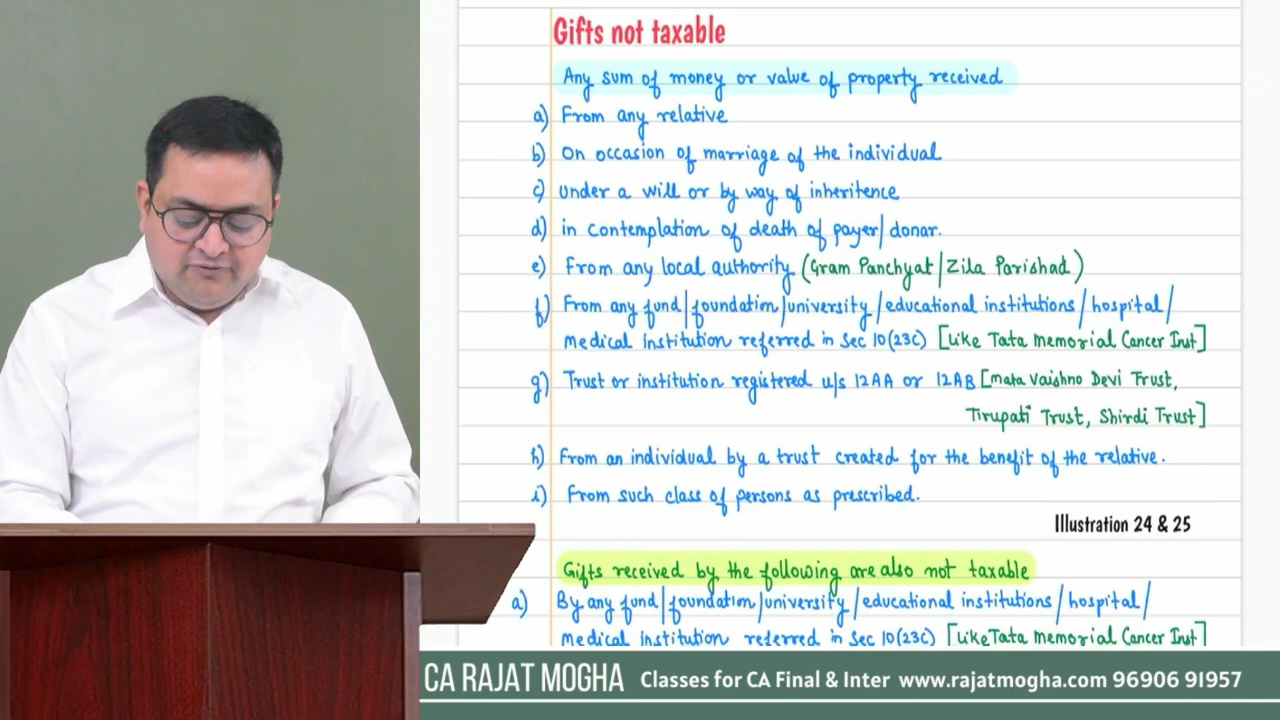 Gifts not taxable
Any sum of money or value of property received
a) From any relative
b) On occasion of marriage of the individual
c) under a will or by way of inheritence
d) in contemplation of death of payer/donar.
e) From any local authority (Gram Panchyat/Zila Parishad)
f) From any fund/foundation/university/educational institutions/hospital/
medical institution referred in Sec 10(23C) [Like Tata memorial Cancer Inst]
g) Trust or institution registered u/s 12AA or 12AB [mata Vaishno Devi Trust,
Tirupati Trust, Shirdi Trust]
h) From an individual by a trust created for the benefit of the relative.
i) From such class of persons as prescribed.
Illustration 24 & 25
Gifts received by the following are also not taxable
a) By any fund/foundation/university/educational institutions/hospital/
medical institution referred in Sec 10(23C) [Like Tata memorial Cancer Inst]
CA RAJAT MOGHA Classes for CA Final & Inter www.rajatmogha.com 96906 91957